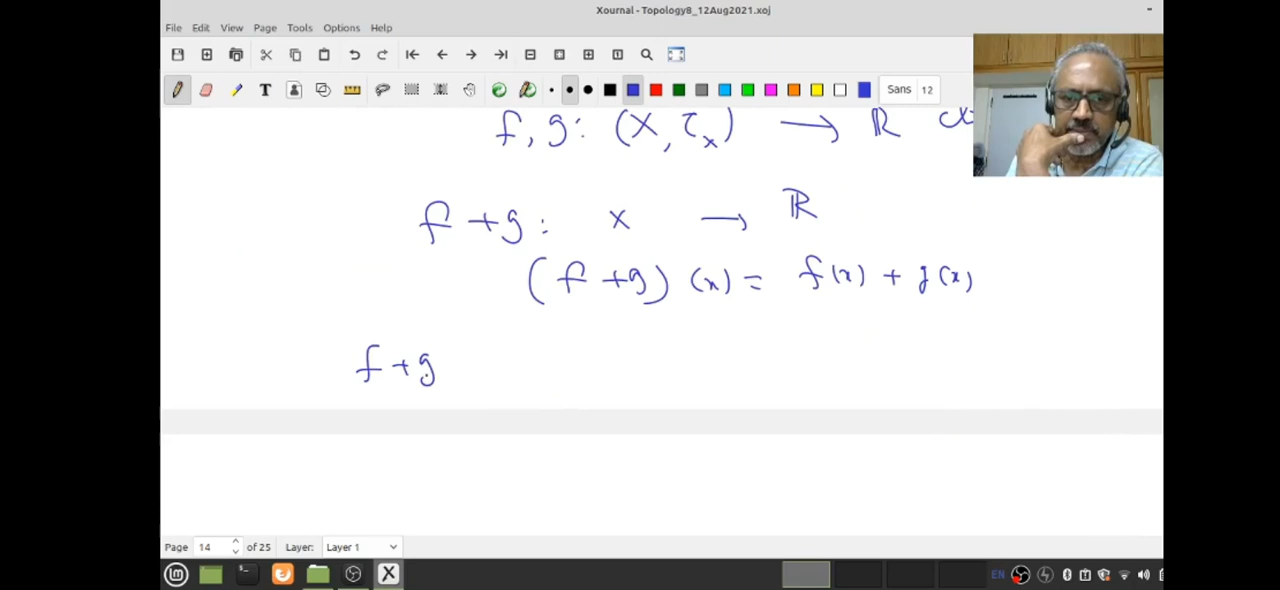 Xournal - Topology8_12Aug2021.xoj
File Edit View Page Tools Options Help
Sans 12
f, g : (X, τₓ) → ℝ
f + g : X → ℝ
(f + g) (x) = f(x) + g(x)
f + g
Page 14 of 25 Layer: Layer 1
EN